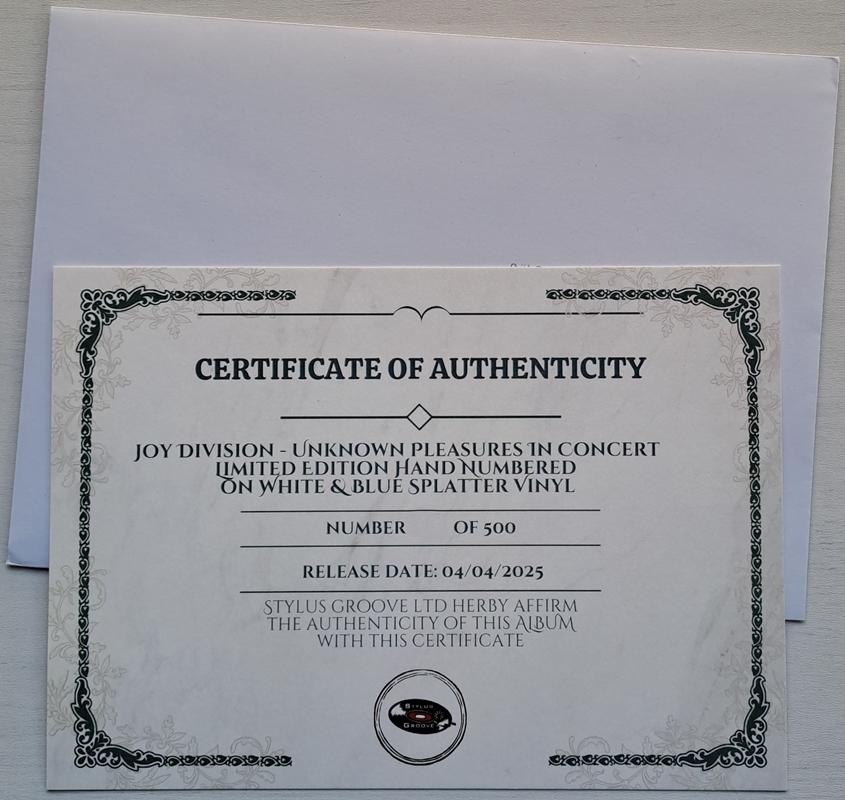 CERTIFICATE OF AUTHENTICITY
JOY DIVISION - UNKNOWN PLEASURES IN CONCERT
LIMITED EDITION HAND NUMBERED
ON WHITE & BLUE SPLATTER VINYL
NUMBER OF 500
RELEASE DATE: 04/04/2025
STYLUS GROOVE LTD HERBY AFFIRM
THE AUTHENTICITY OF THIS ALBUM
WITH THIS CERTIFICATE
STYLUS
GROOVE